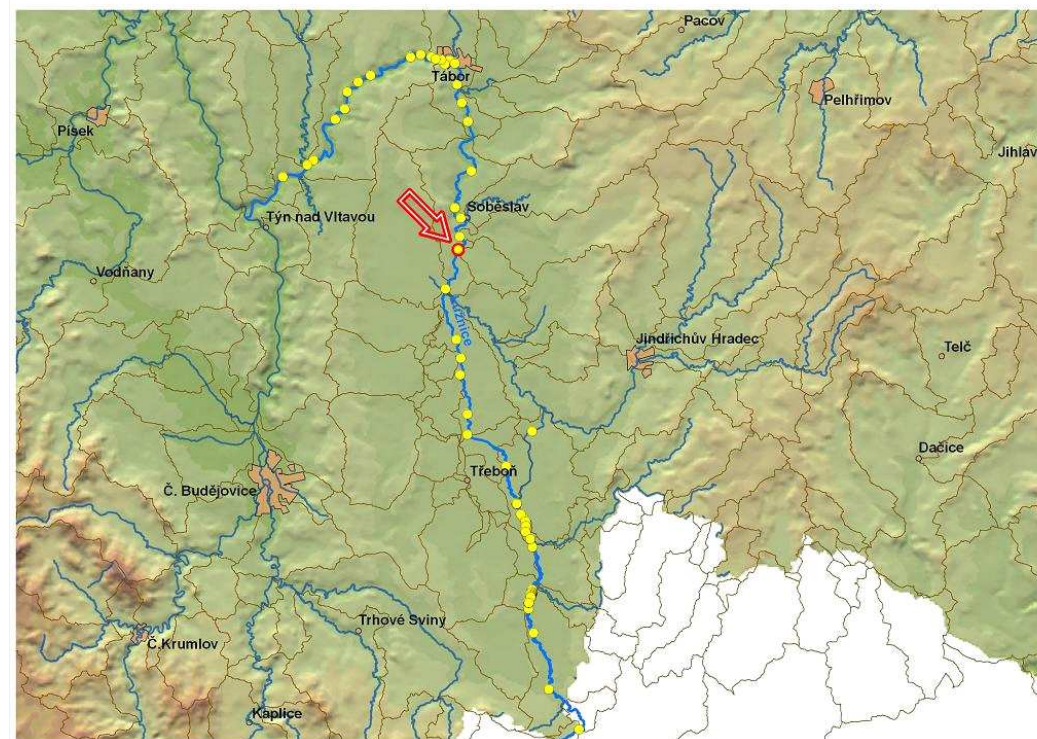 Pacov
Tábor
Pelhřimov
Písek
Jihlav
Soběslav
Týn nad Vltavou
Vodňany
Jindřichův Hradec
Telč
Dačice
Třeboň
Č. Budějovice
Trhové Sviny
Č.Krumlov
Kaplice